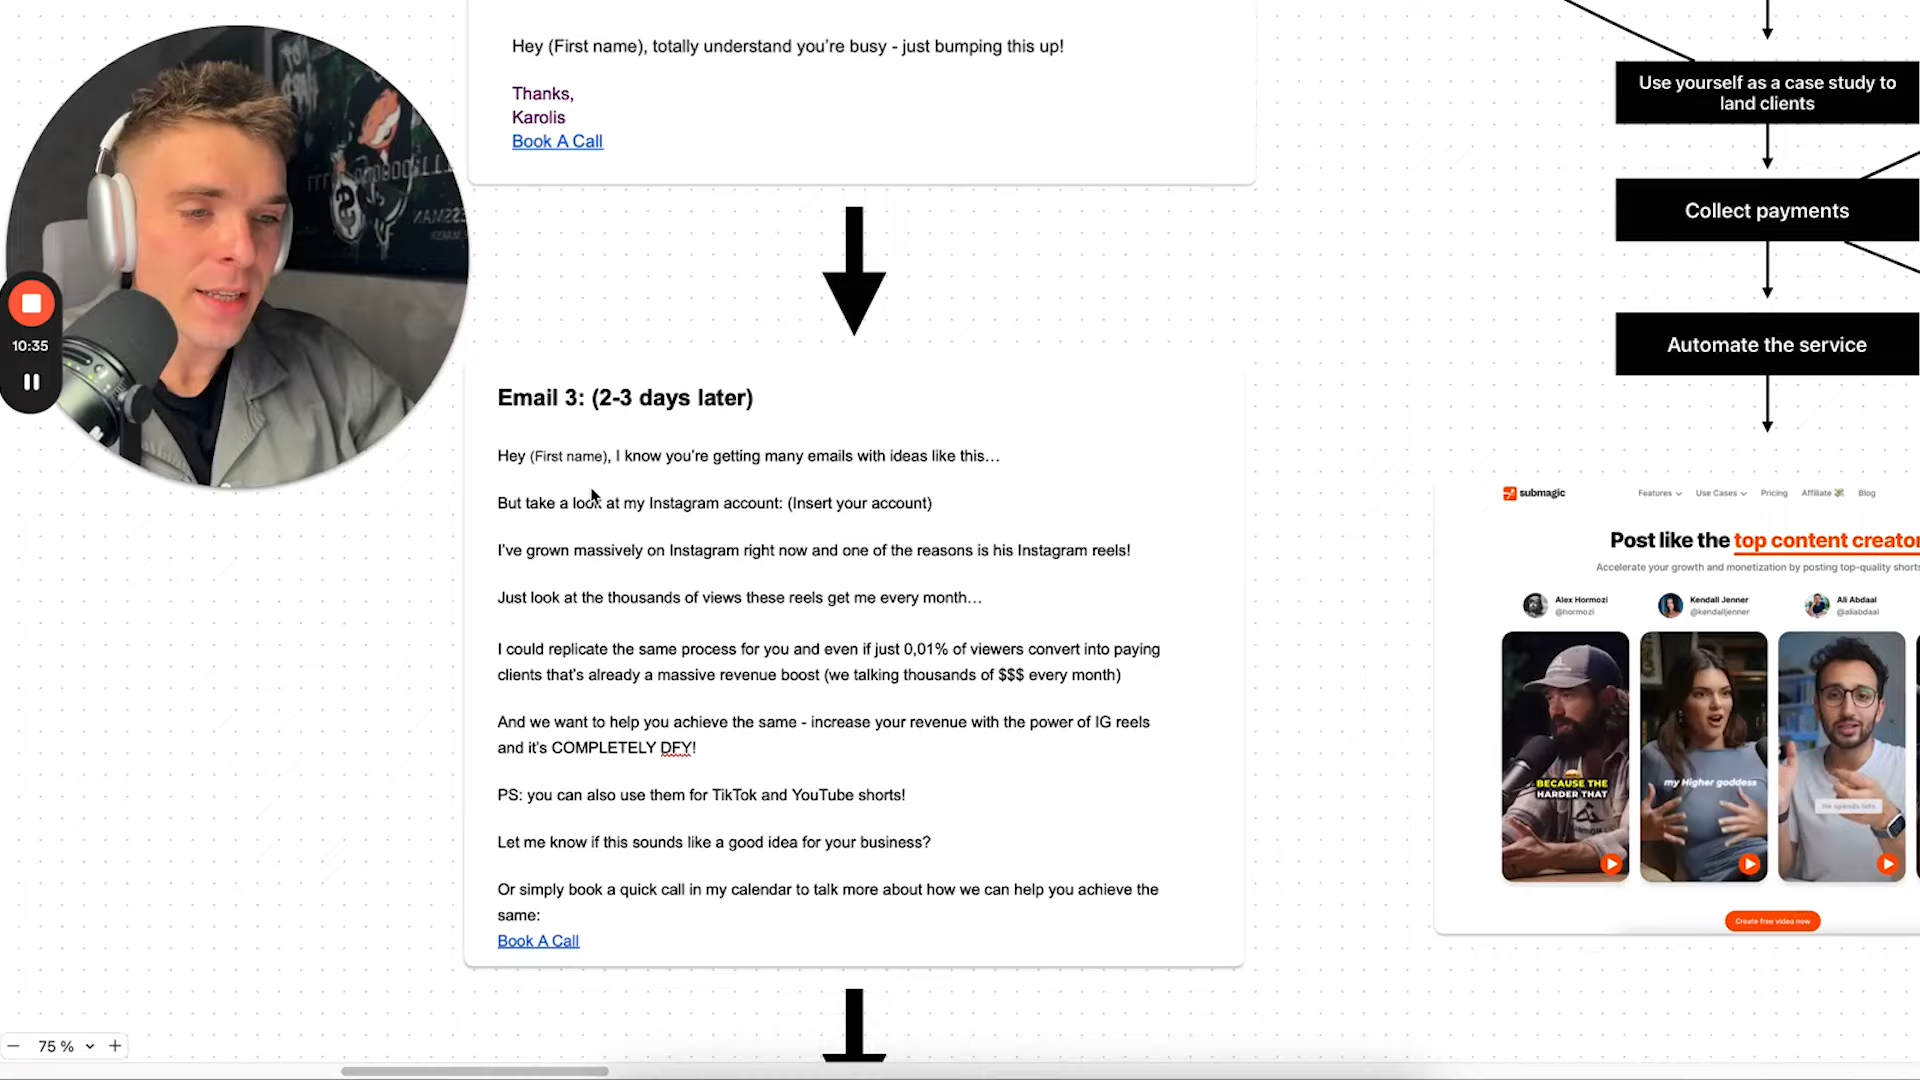 Hey (First name), totally understand you're busy - just bumping this up!
Thanks,
Karolis
Book A Call
Email 3: (2-3 days later)
Hey (First name), I know you're getting many emails with ideas like this…
But take a look at my Instagram account: (Insert your account)
I've grown massively on Instagram right now and one of the reasons is his Instagram reels!
Just look at the thousands of views these reels get me every month…
I could replicate the same process for you and even if just 0,01% of viewers convert into paying
clients that's already a massive revenue boost (we talking thousands of $$$ every month)
And we want to help you achieve the same - increase your revenue with the power of IG reels
and it's COMPLETELY DFY!
PS: you can also use them for TikTok and YouTube shorts!
Let me know if this sounds like a good idea for your business?
Or simply book a quick call in my calendar to talk more about how we can help you achieve the
same:
Book A Call
10:35
75 %
Use yourself as a case study to
land clients
Collect payments
Automate the service
submagic
Features
Use Cases
Pricing
Affiliate
Blog
Post like the top content creator
Accelerate your growth and monetization by posting top-quality shorts
Alex Hormozi
@hormozi
Kendall Jenner
@kendalljenner
Ali Abdaal
@aliabdaal
BECAUSE THE
HARDER THAT
my Higher goddess
He spends lots
Create free video now